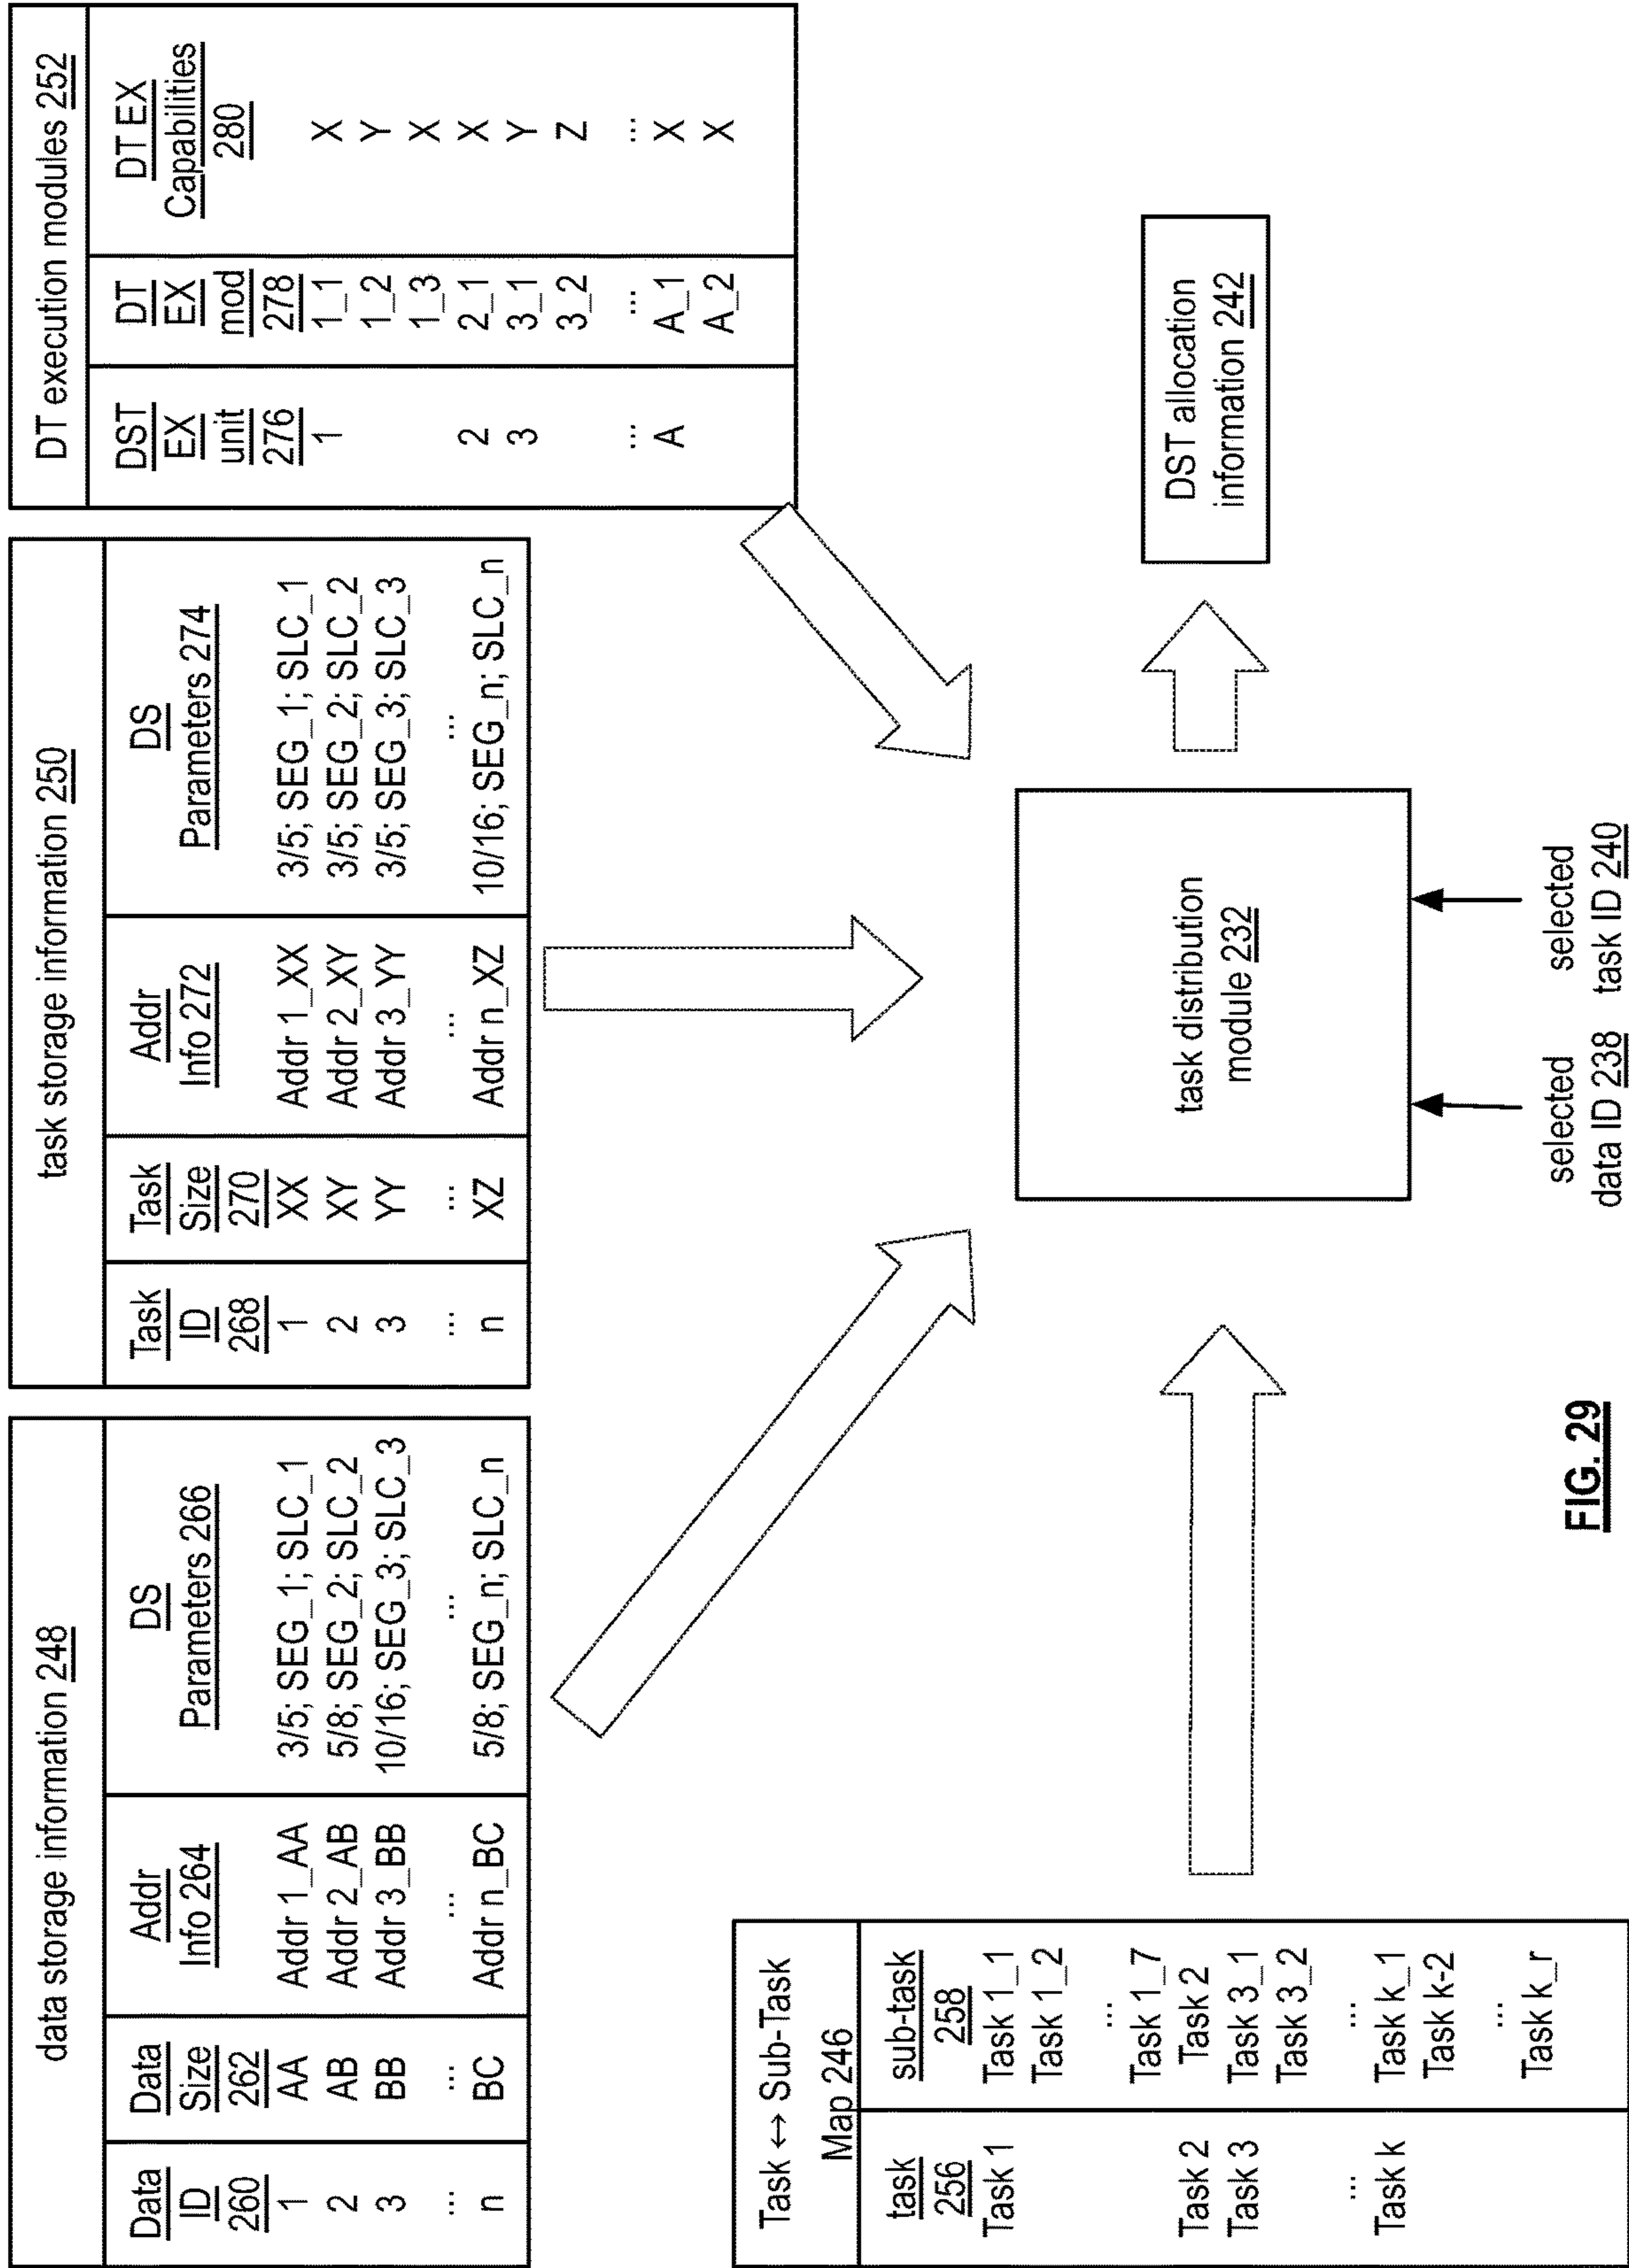 data storage information 248
Data ID 260 Data Size 262 Addr Info 264 DS Parameters 266
1 AA Addr 1_AA 3/5; SEG_1; SLC_1
2 AB Addr 2_AB 5/8; SEG_2; SLC_2
3 BB Addr 3_BB 10/16; SEG_3; SLC_3
... ... ... ...
n BC Addr n_BC 5/8; SEG_n; SLC_n
task storage information 250
Task ID 268 Task Size 270 Addr Info 272 DS Parameters 274
1 XX Addr 1_XX 3/5; SEG_1; SLC_1
2 XY Addr 2_XY 3/5; SEG_2; SLC_2
3 YY Addr 3_YY 3/5; SEG_3; SLC_3
... ... ... ...
n XZ Addr n_XZ 10/16; SEG_n; SLC_n
DT execution modules 252
DST EX unit 276 DT EX mod 278 DT EX Capabilities 280
1 1_1 X
1_2 Y
1_3 X
2 2_1 X
3 3_1 Y
3_2 Z
... ... ...
A A_1 X
A_2 X
Task ↔ Sub-Task
Map 246
task 256 sub-task 258
Task 1 Task 1_1
Task 1_2
...
Task 1_7
Task 2 Task 2
Task 3 Task 3_1
Task 3_2
... ...
Task k Task k_1
Task k-2
...
Task k_r
task distribution
module 232
DST allocation
information 242
selected
data ID 238
selected
task ID 240
FIG. 29